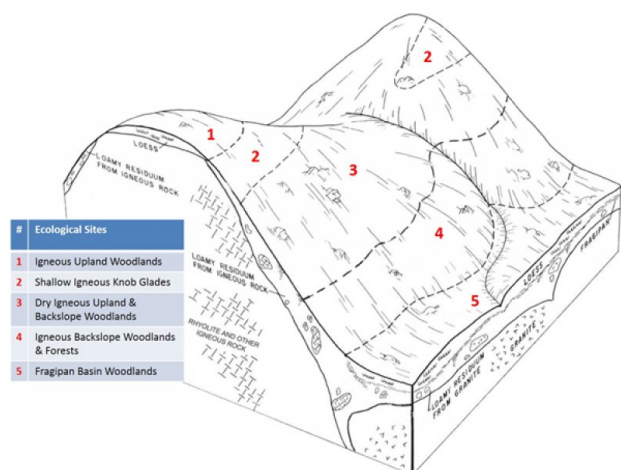 2
1
2
3
4
5
LOESS
LOAMY RESIDUUM
FROM IGNEOUS ROCK
LOAMY RESIDUUM
FROM IGNEOUS ROCK
RHYOLITE AND OTHER
IGNEOUS ROCK
LOESS
FRAGIPAN
GRANITE
LOAMY RESIDUUM
FROM GRANITE
# Ecological Sites
1 Igneous Upland Woodlands
2 Shallow Igneous Knob Glades
3 Dry Igneous Upland &
Backslope Woodlands
4 Igneous Backslope Woodlands
& Forests
5 Fragipan Basin Woodlands